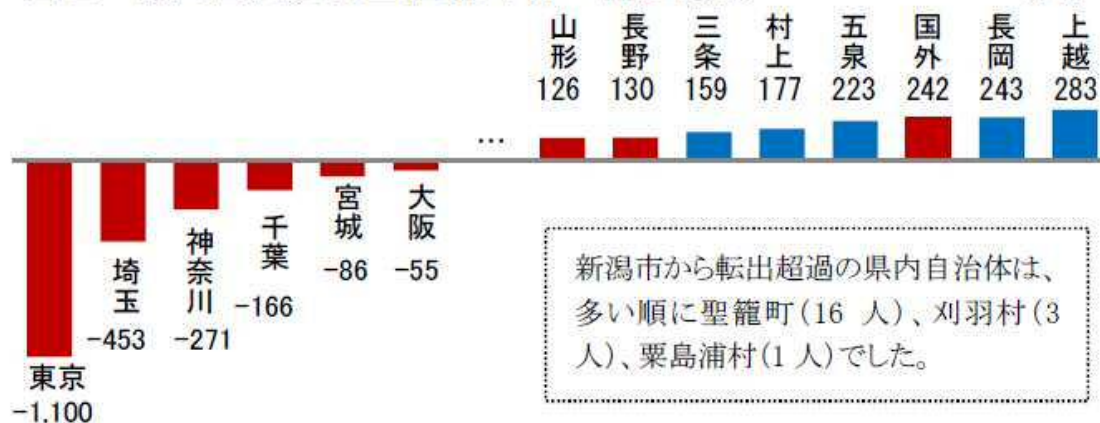 山形
126
長野
130
三条
159
村上
177
五泉
223
国外
242
長岡
243
上越
283
…
東京
-1,100
埼玉
-453
神奈川
-271
千葉
-166
宮城
-86
大阪
-55
新潟市から転出超過の県内自治体は、
多い順に聖籠町(16 人)、刈羽村(3
人)、粟島浦村(1 人)でした。